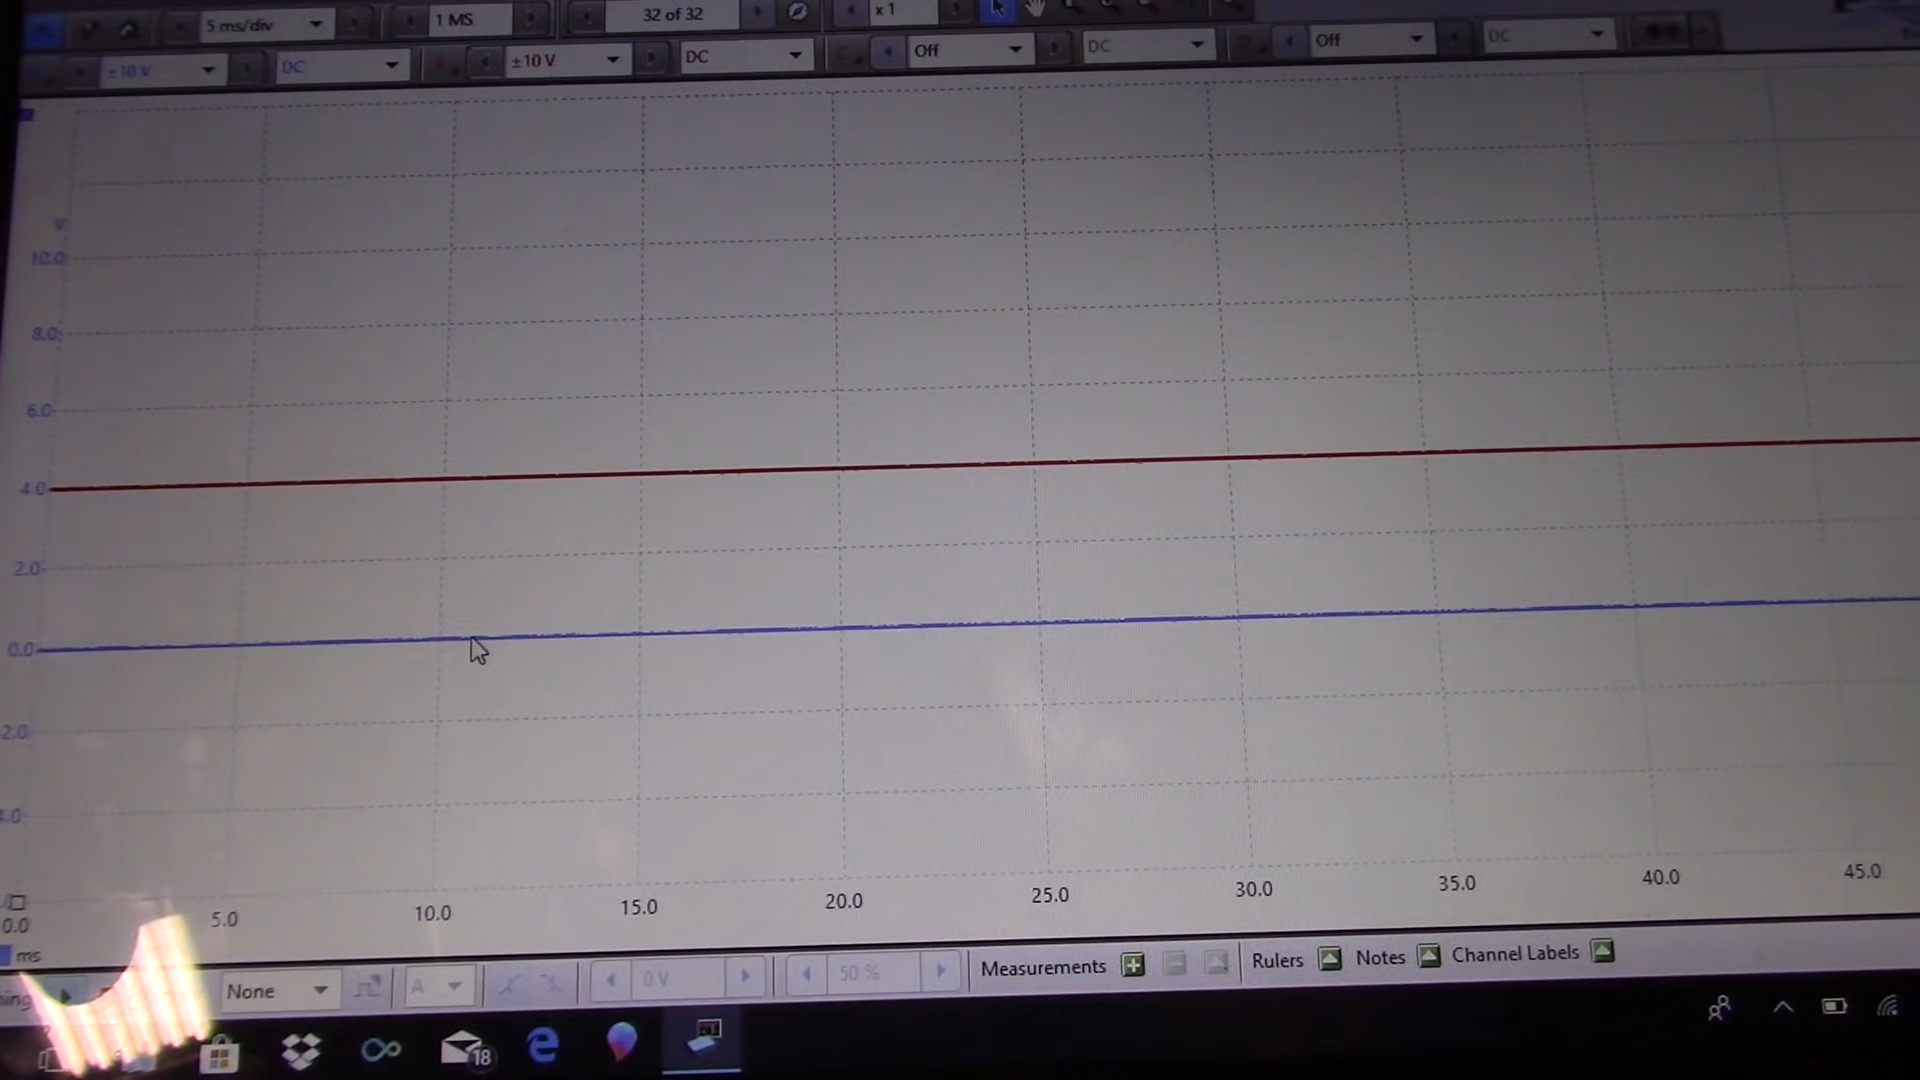 5 ms/div 1 MS 32 of 32 x 1
±10 V DC ±10 V DC Off DC Off DC
V
10.0
8.0
6.0
4.0
2.0
0.0
2.0
4.0
0.0 5.0 10.0 15.0 20.0 25.0 30.0 35.0 40.0 45.0
ms
None A 0 V 50 % Measurements Rulers Notes Channel Labels
18